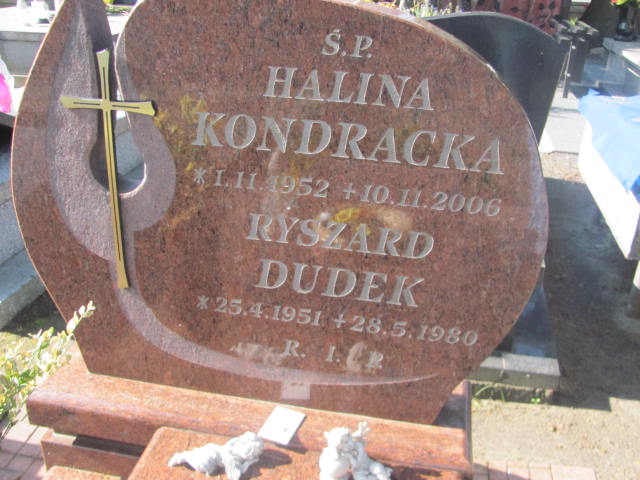 Ś.P.
HALINA
KONDRACKA
* 1.11.1952 + 10.11.2006
RYSZARD
DUDEK
* 25.4.1951 + 28.5.1980
R. I. P.